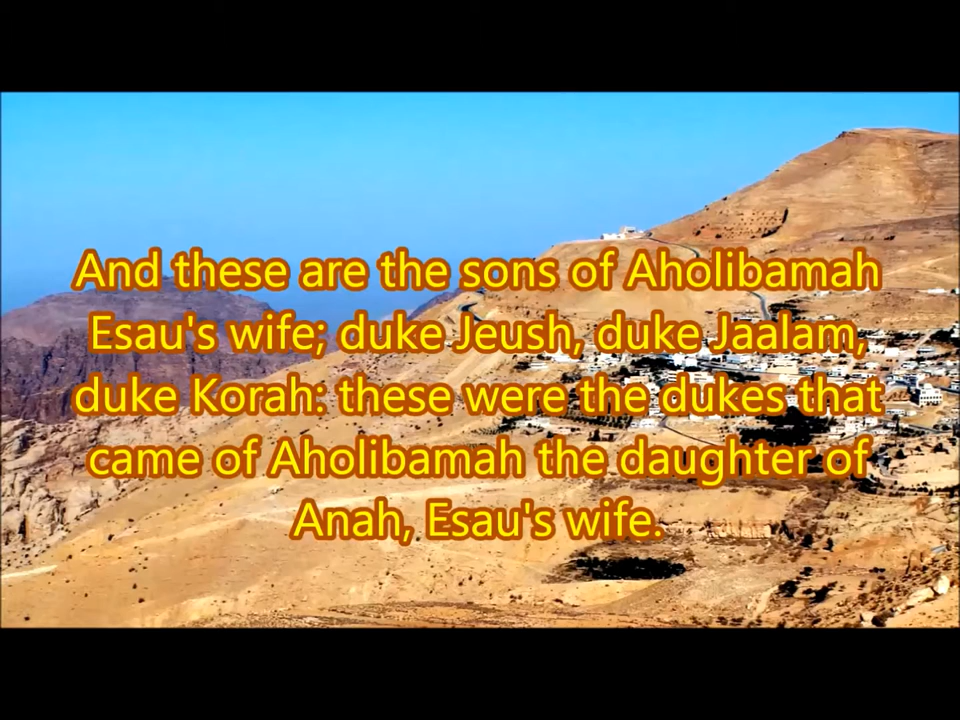 And these are the sons of Aholibamah
Esau's wife; duke Jeush, duke Jaalam,
duke Korah: these were the dukes that
came of Aholibamah the daughter of
Anah, Esau's wife.